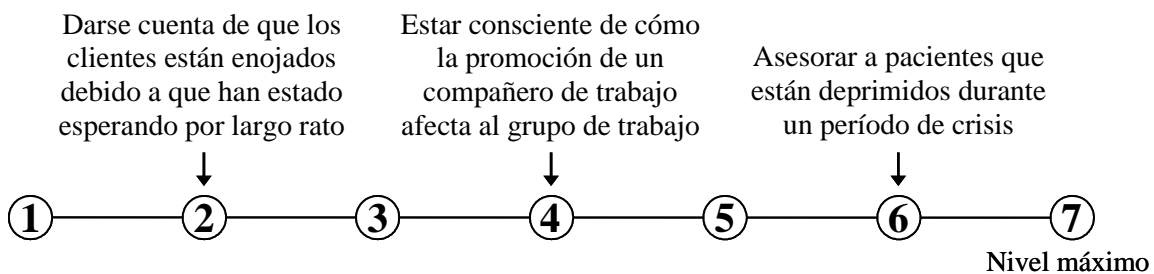 Darse cuenta de que los
clientes están enojados
debido a que han estado
esperando por largo rato
Estar consciente de cómo
la promoción de un
compañero de trabajo
afecta al grupo de trabajo
Asesorar a pacientes que
están deprimidos durante
un período de crisis
1 2 3 4 5 6 7
Nivel máximo